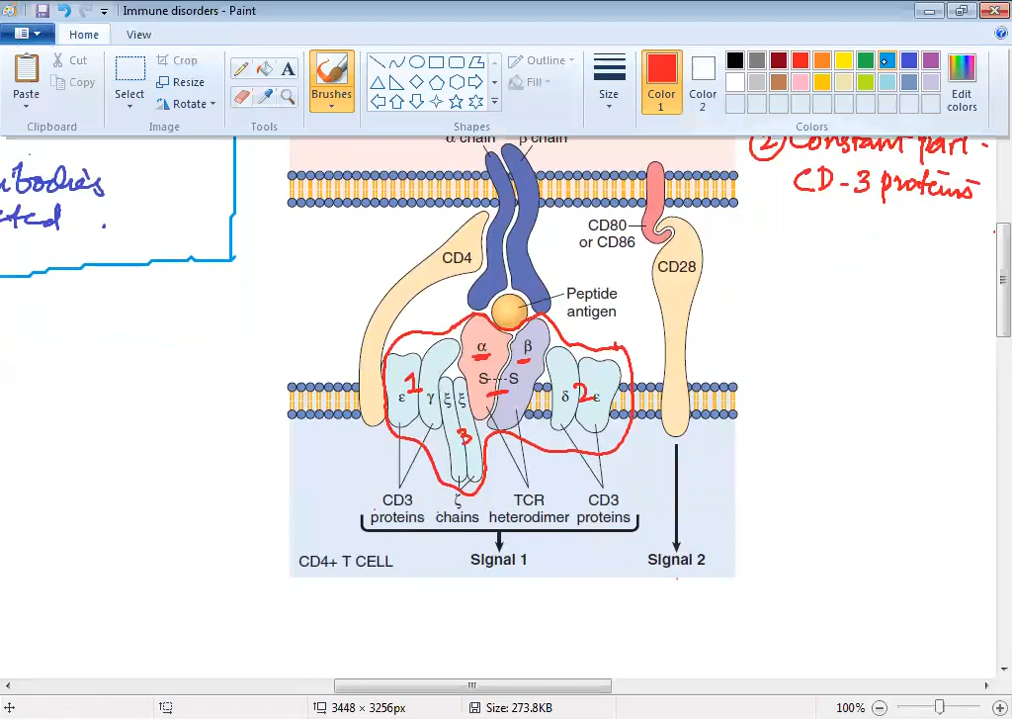 Immune disorders - Paint
Home View
Paste
Cut
Copy
Select
Crop
Resize
Rotate
Brushes
Outline
Fill
Size
Color 1
Color 2
Edit colors
Clipboard
Image
Tools
Shapes
Colors
α chain β chain
② Constant part.
CD-3 proteins
CD80
or CD86
CD4
CD28
Peptide
antigen
α β
S---S
1 2 3
ε γ ξ ξ δ ε
CD3
proteins
ζ
chains
TCR
heterodimer
CD3
proteins
CD4+ T CELL
Signal 1
Signal 2
3448 × 3256px
Size: 273.8KB
100%